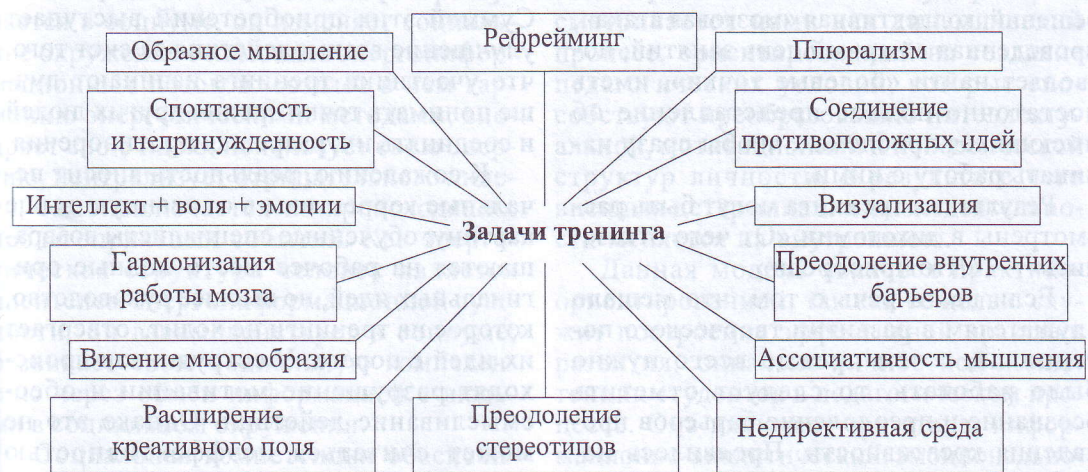 Рефрейминг
Образное мышление
Плюрализм
Спонтанность
и непринужденность
Соединение
противоположных идей
Интеллект + воля + эмоции
Визуализация
Задачи тренинга
Гармонизация
работы мозга
Преодоление внутренних
барьеров
Видение многообразия
Ассоциативность мышления
Расширение
креативного поля
Преодоление
стереотипов
Недирективная среда